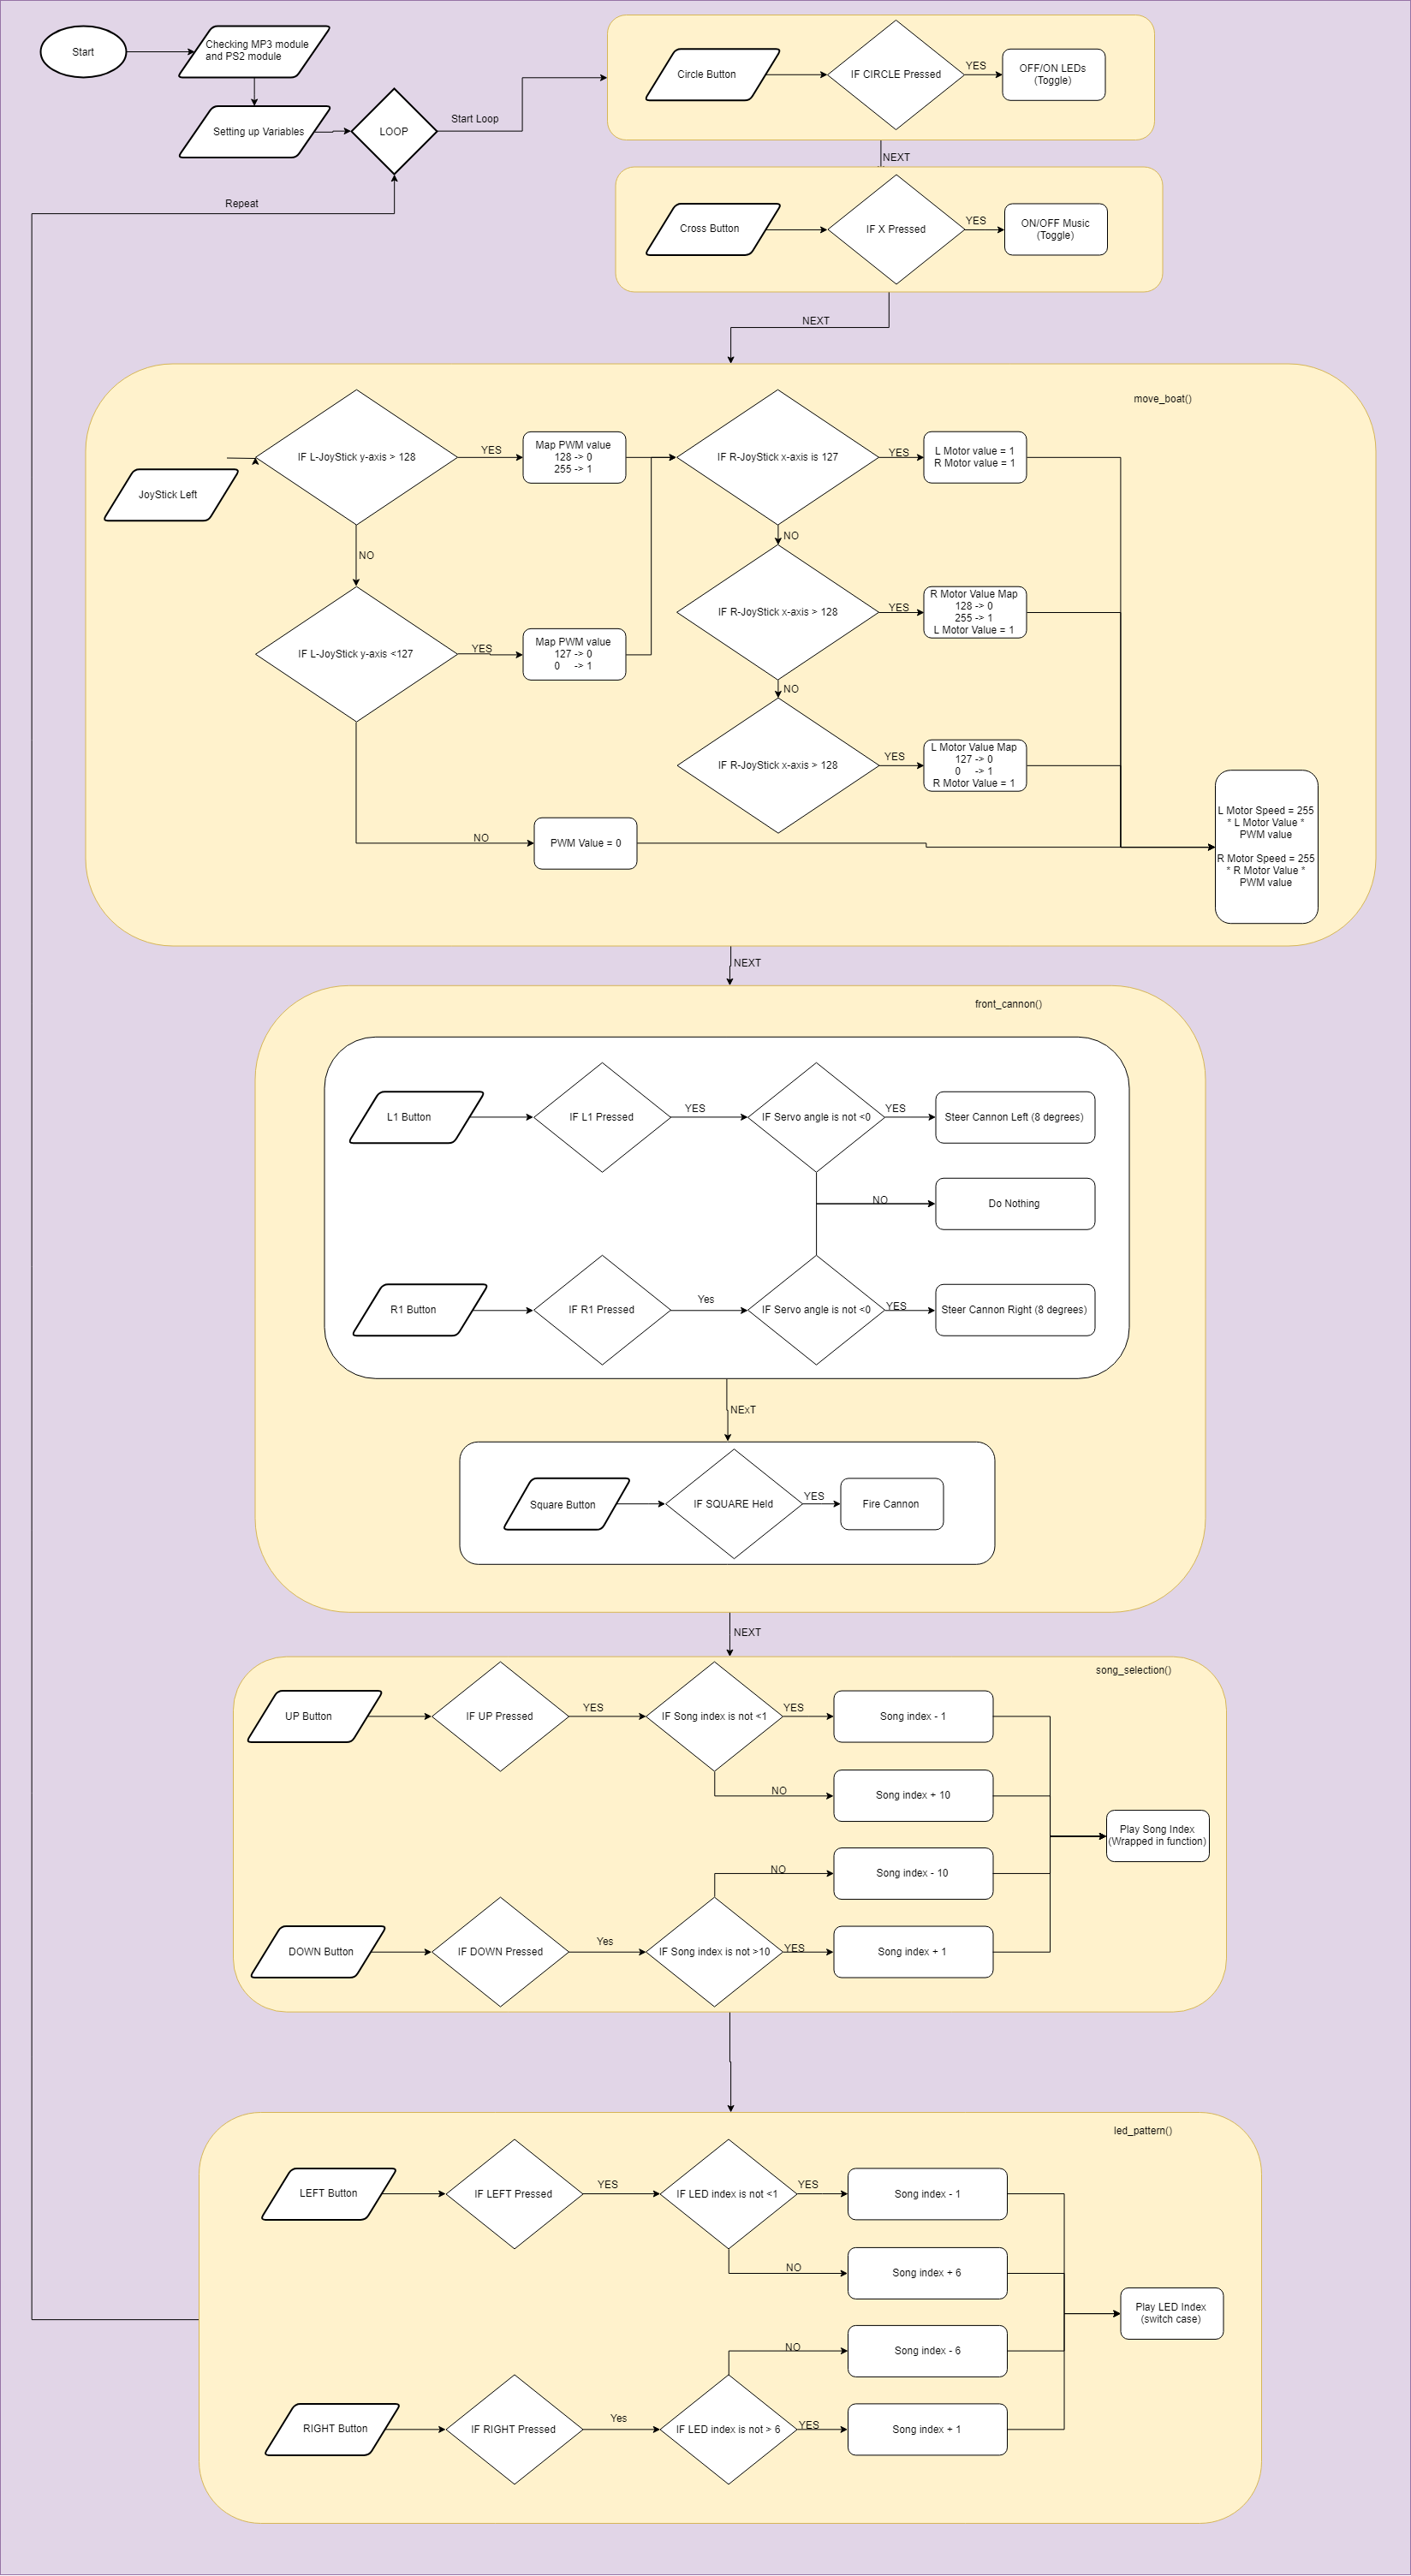 Start
Checking MP3 module
and PS2 module
Setting up Variables
LOOP
Start Loop
Repeat
Circle Button
IF CIRCLE Pressed
YES
OFF/ON LEDs
(Toggle)
NEXT
Cross Button
IF X Pressed
YES
ON/OFF Music
(Toggle)
NEXT
move_boat()
JoyStick Left
IF L-JoyStick y-axis > 128
YES
Map PWM value
128 -> 0
255 -> 1
IF R-JoyStick x-axis is 127
YES
L Motor value = 1
R Motor value = 1
NO
NO
IF L-JoyStick y-axis <127
YES
Map PWM value
127 -> 0
0 -> 1
IF R-JoyStick x-axis > 128
YES
R Motor Value Map
128 -> 0
255 -> 1
L Motor Value = 1
NO
IF R-JoyStick x-axis > 128
YES
L Motor Value Map
127 -> 0
0 -> 1
R Motor Value = 1
NO
PWM Value = 0
L Motor Speed = 255
* L Motor Value *
PWM value
R Motor Speed = 255
* R Motor Value *
PWM value
NEXT
front_cannon()
L1 Button
IF L1 Pressed
YES
IF Servo angle is not <0
YES
Steer Cannon Left (8 degrees)
NO
Do Nothing
R1 Button
IF R1 Pressed
Yes
IF Servo angle is not <0
YES
Steer Cannon Right (8 degrees)
NExT
Square Button
IF SQUARE Held
YES
Fire Cannon
NEXT
song_selection()
UP Button
IF UP Pressed
YES
IF Song index is not <1
YES
Song index - 1
NO
Song index + 10
Play Song Index
(Wrapped in function)
NO
Song index - 10
DOWN Button
IF DOWN Pressed
Yes
IF Song index is not >10
YES
Song index + 1
led_pattern()
LEFT Button
IF LEFT Pressed
YES
IF LED index is not <1
YES
Song index - 1
NO
Song index + 6
Play LED Index
(switch case)
NO
Song index - 6
RIGHT Button
IF RIGHT Pressed
Yes
IF LED index is not > 6
YES
Song index + 1